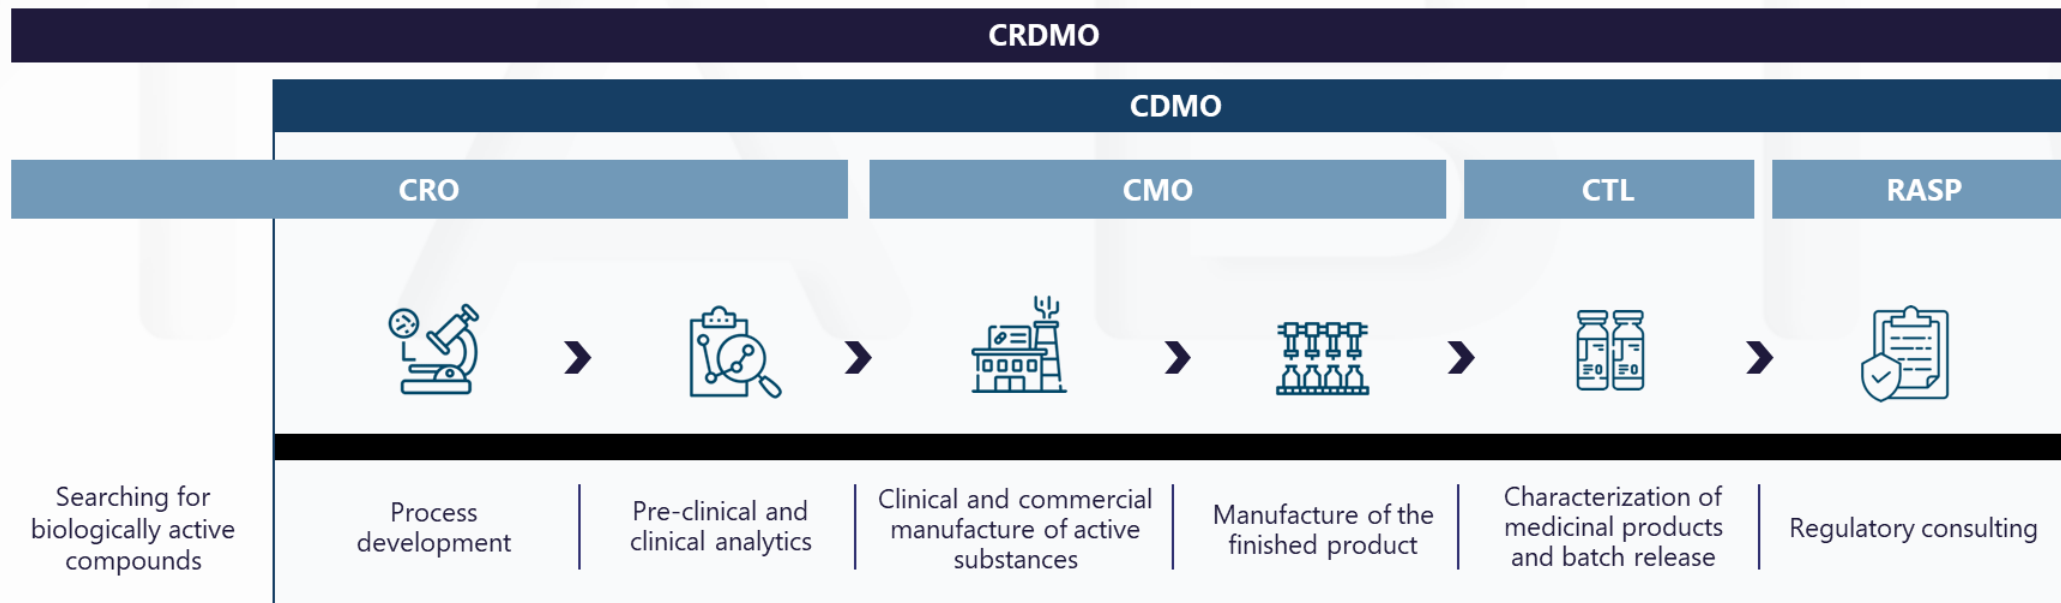 CRDMO
CDMO
CRO
CMO
CTL
RASP
Searching for
biologically active
compounds
Process
development
Pre-clinical and
clinical analytics
Clinical and commercial
manufacture of active
substances
Manufacture of the
finished product
Characterization of
medicinal products
and batch release
Regulatory consulting